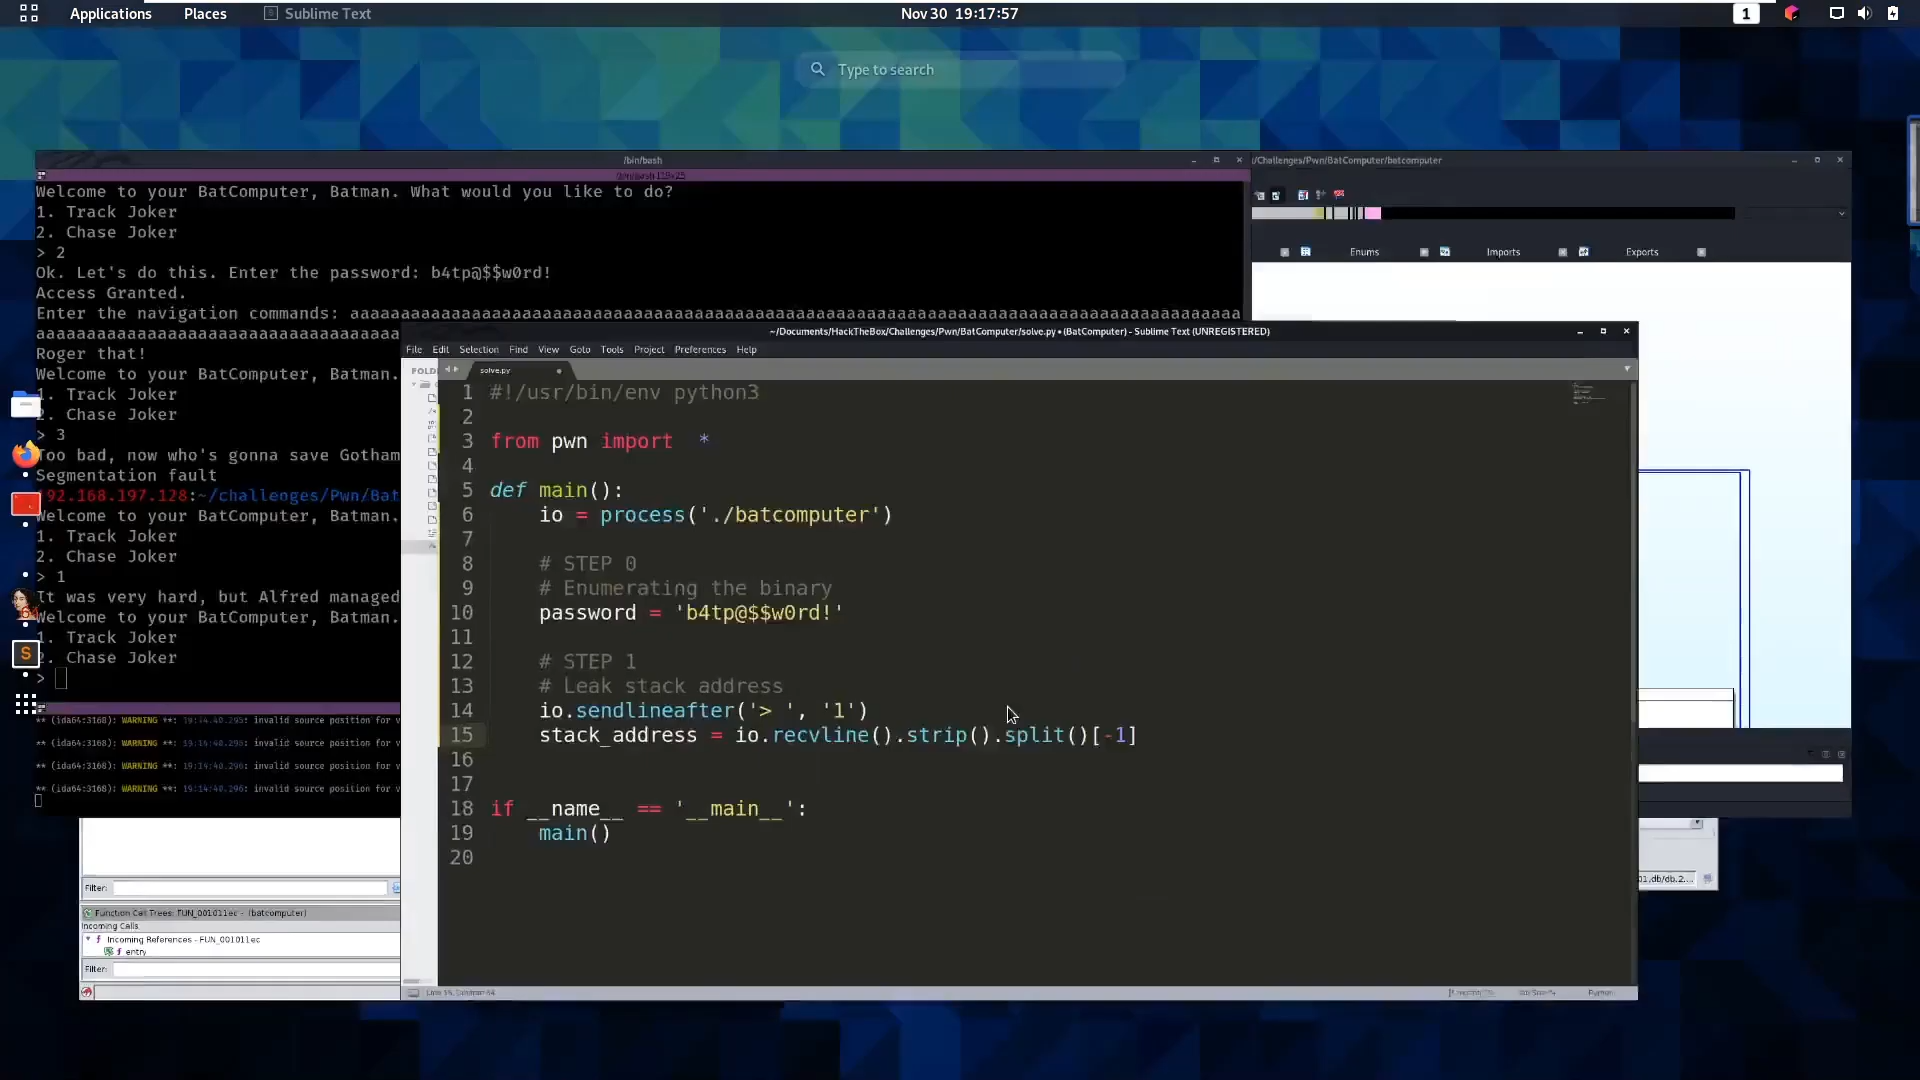 Applications
Places
Sublime Text
Nov 30 19:17:57
1
Type to search
/bin/bash
/bin/bash 119x25
Welcome to your BatComputer, Batman. What would you like to do?
1. Track Joker
2. Chase Joker
> 2
Ok. Let's do this. Enter the password: b4tp@$$w0rd!
Access Granted.
Roger that!
Welcome to your BatComputer, Batman.
1. Track Joker
2. Chase Joker
> 3
Too bad, now who's gonna save Gotham
Segmentation fault
92.168.197.128:~/challenges/Pwn/Bat
Welcome to your BatComputer, Batman.
1. Track Joker
2. Chase Joker
> 1
It was very hard, but Alfred managed
Welcome to your BatComputer, Batman.
1. Track Joker
2. Chase Joker
>
** (ida64:3168): WARNING **: 19:14:40.295: invalid source position for v
** (ida64:3168): WARNING **: 19:14:40.295: invalid source position for v
** (ida64:3168): WARNING **: 19:14:40.296: invalid source position for v
** (ida64:3168): WARNING **: 19:14:40.296: invalid source position for v
/Challenges/Pwn/BatComputer/batcomputer
Enums
Imports
Exports
~/Documents/HackTheBox/Challenges/Pwn/BatComputer/solve.py • (BatComputer) - Sublime Text (UNREGISTERED)
File Edit Selection Find View Goto Tools Project Preferences Help
FOLD
solve.py
1 #!/usr/bin/env python3
2
3 from pwn import  *
4
5 def main():
6     io = process('./batcomputer')
7
8     # STEP 0
9     # Enumerating the binary
10     password = 'b4tp@$$w0rd!'
11
12     # STEP 1
13     # Leak stack address
14     io.sendlineafter('> ', '1')
15     stack_address = io.recvline().strip().split()[-1]
16
17
18 if __name__ == '__main__':
19     main()
20
Python
Filter:
Function Call Trees: FUN_001011ec - (batcomputer)
Incoming Calls
Incoming References - FUN_001011ec
entry
Filter:
01.db/db.2...